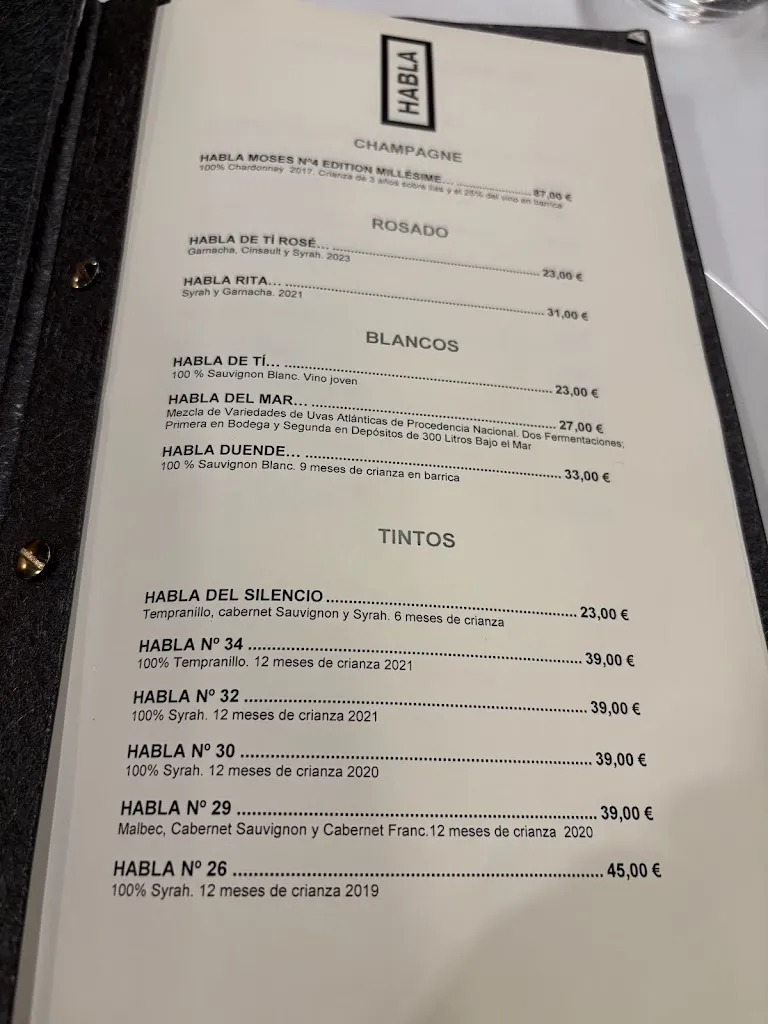 HABLA
CHAMPAGNE
HABLA MOSES Nº4 EDITION MILLÉSIME... ........................ 87,00 €
100% Chardonney 2017. Crianza de 3 años sobre lías y el 25% del vino en barrica
ROSADO
HABLA DE TÍ ROSÉ... ........................ 23,00 €
Garnacha, Cinsault y Syrah. 2023
HABLA RITA... ........................ 31,00 €
Syrah y Garnacha. 2021
BLANCOS
HABLA DE TÍ... ........................ 23,00 €
100 % Sauvignon Blanc. Vino joven
HABLA DEL MAR... ........................ 27,00 €
Mezcla de Variedades de Uvas Atlánticas de Procedencia Nacional. Dos Fermentaciones;
Primera en Bodega y Segunda en Depósitos de 300 Litros Bajo el Mar
HABLA DUENDE... ........................ 33,00 €
100 % Sauvignon Blanc. 9 meses de crianza en barrica
TINTOS
HABLA DEL SILENCIO ........................ 23,00 €
Tempranillo, cabernet Sauvignon y Syrah. 6 meses de crianza
HABLA Nº 34 ........................ 39,00 €
100% Tempranillo. 12 meses de crianza 2021
HABLA Nº 32 ........................ 39,00 €
100% Syrah. 12 meses de crianza 2021
HABLA Nº 30 ........................ 39,00 €
100% Syrah. 12 meses de crianza 2020
HABLA Nº 29 ........................ 39,00 €
Malbec, Cabernet Sauvignon y Cabernet Franc.12 meses de crianza 2020
HABLA Nº 26 ........................ 45,00 €
100% Syrah. 12 meses de crianza 2019